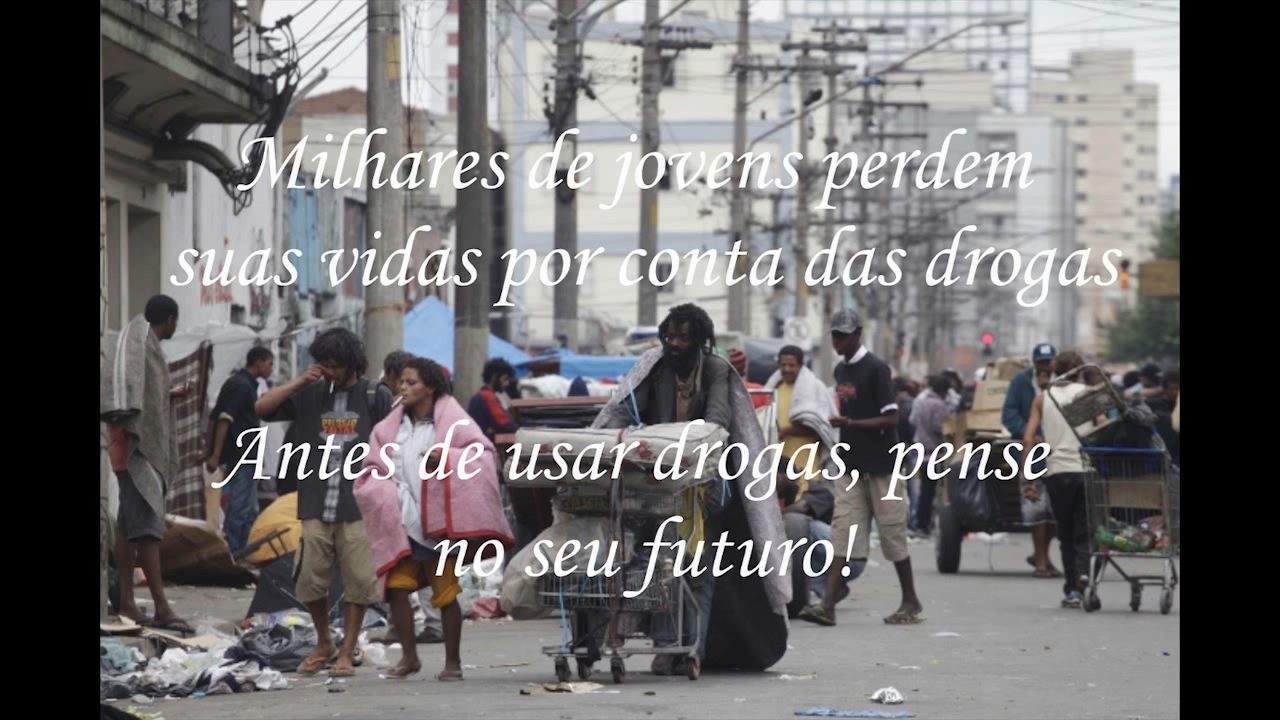 Milhares de jovens perdem
suas vidas por conta das drogas
Antes de usar drogas, pense
no seu futuro!